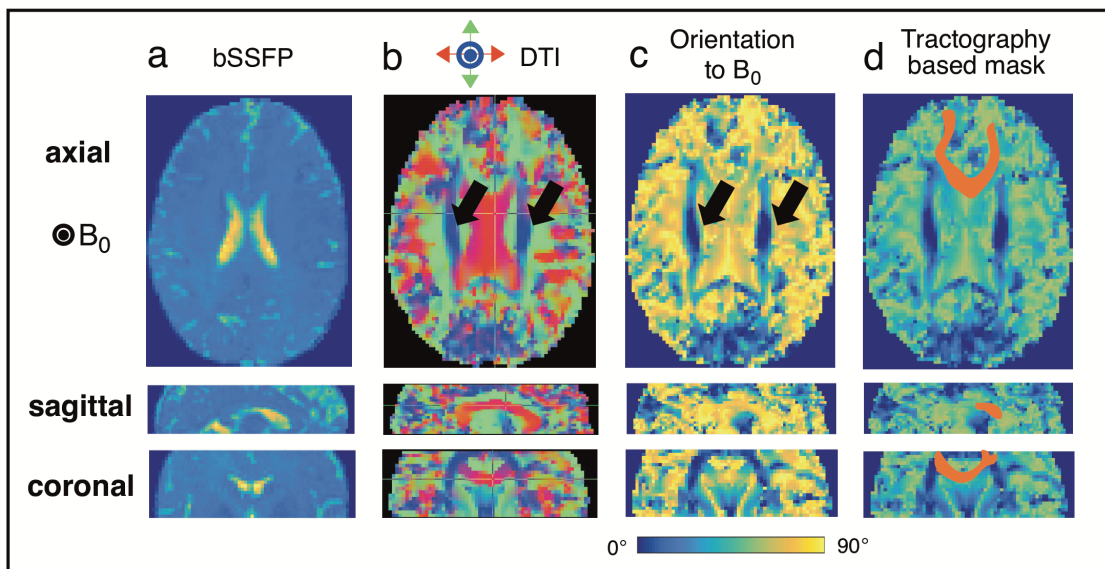 a
bSSFP
b
DTI
c
Orientation
to B₀
d
Tractography
based mask
axial
B₀
sagittal
coronal
0°
90°